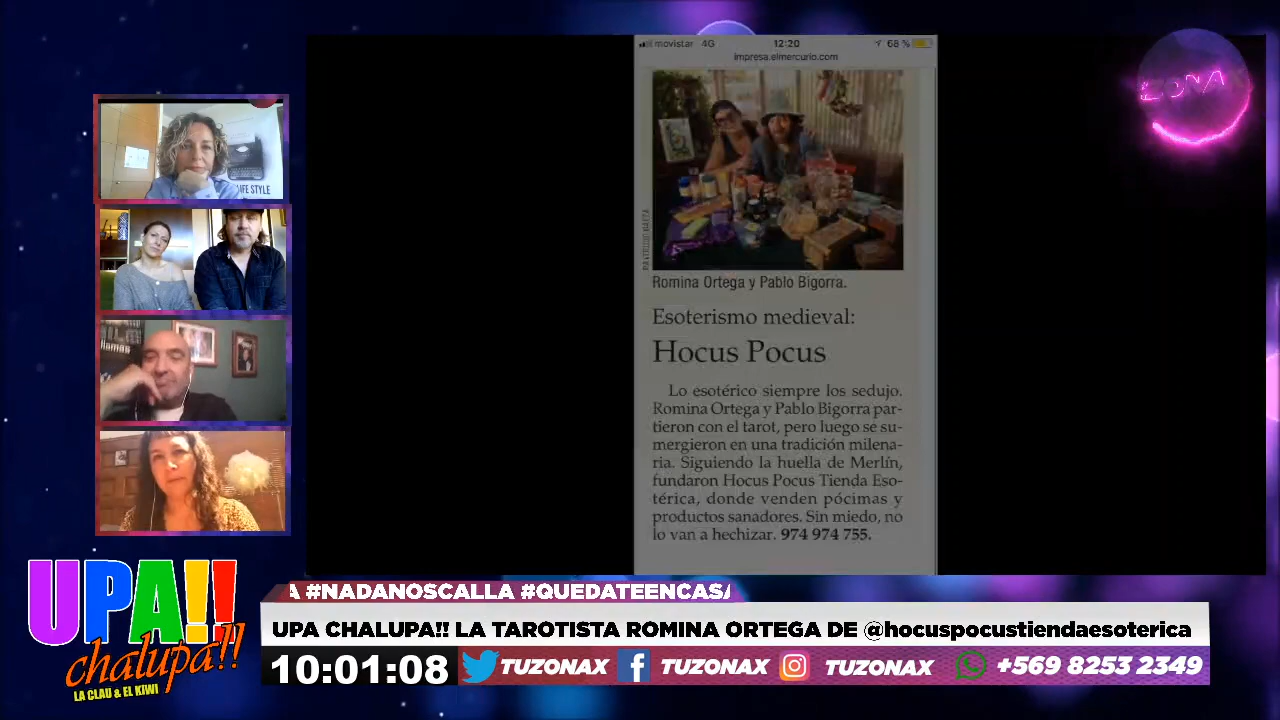 movistar 4G 12:20 68 %
impresa.elmercurio.com
ZONA
Romina Ortega y Pablo Bigorra.
Esoterismo medieval:
Hocus Pocus
Lo esotérico siempre los sedujo.
Romina Ortega y Pablo Bigorra par-
tieron con el tarot, pero luego se su-
mergieron en una tradición milena-
ria. Siguiendo la huella de Merlín,
fundaron Hocus Pocus Tienda Eso-
térica, donde venden pócimas y
productos sanadores. Sin miedo, no
lo van a hechizar. 974 974 755.
LIFE STYLE
UPA!!
chalupa!!
LA CLAU & EL KIWI
A #NADANOSCALLA #QUEDATEENCASA
UPA CHALUPA!! LA TAROTISTA ROMINA ORTEGA DE @hocuspocustiendaesoterica
10:01:08 TUZONAX TUZONAX TUZONAX +569 8253 2349